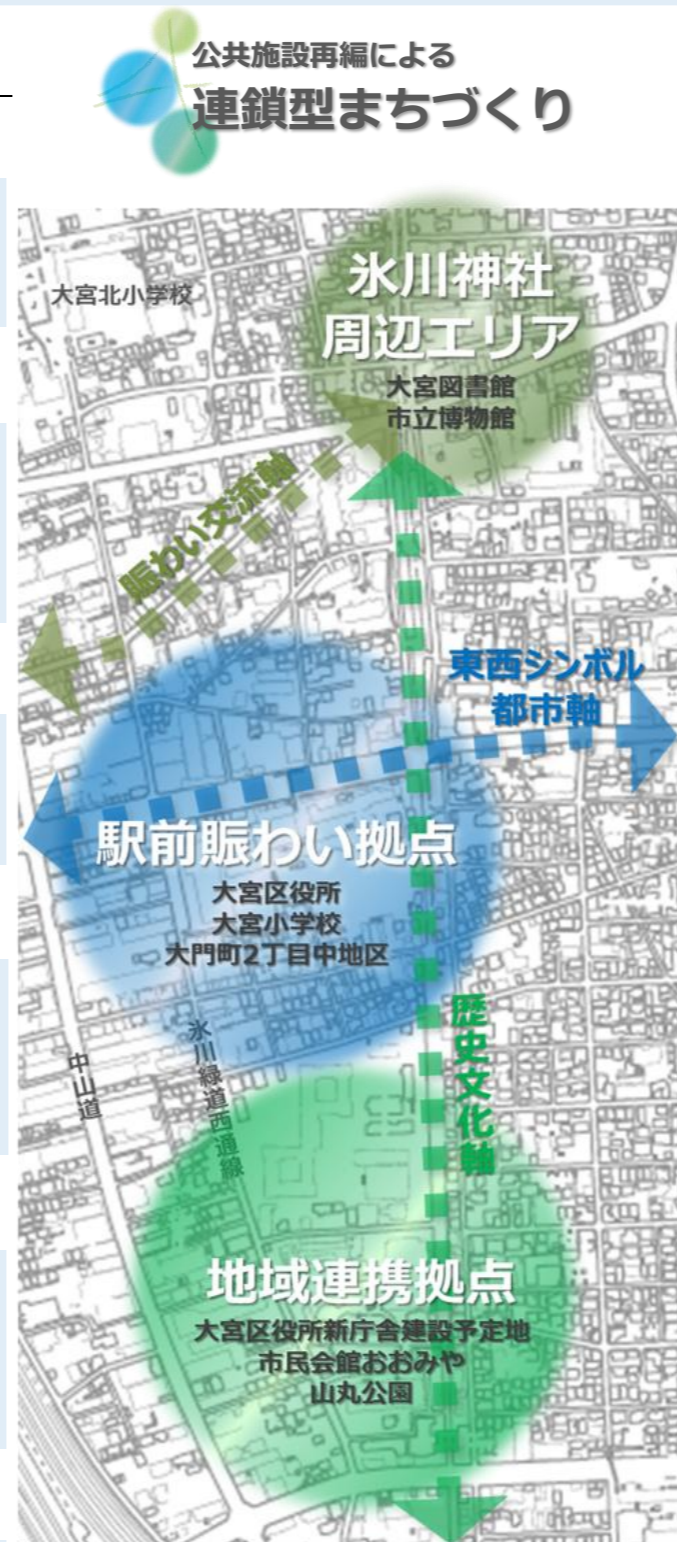 公共施設再編による
連鎖型まちづくり
大宮北小学校
氷川神社
周辺エリア
大宮図書館
市立博物館
賑わい交流軸
東西シンボル
都市軸
駅前賑わい拠点
大宮区役所
大宮小学校
大門町2丁目中地区
歴史文化軸
氷川緑道西通線
中山道
地域連携拠点
大宮区役所新庁舎建設予定地
市民会館おおみや
山丸公園